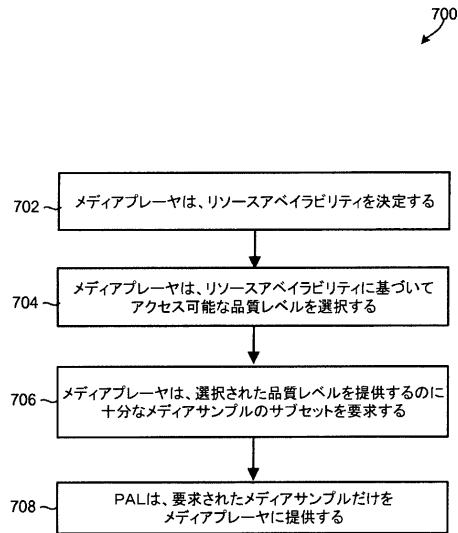 700
702
メディアプレーヤは、リソースアベイラビリティを決定する
704
メディアプレーヤは、リソースアベイラビリティに基づいて
アクセス可能な品質レベルを選択する
706
メディアプレーヤは、選択された品質レベルを提供するのに
十分なメディアサンプルのサブセットを要求する
708
PALは、要求されたメディアサンプルだけを
メディアプレーヤに提供する